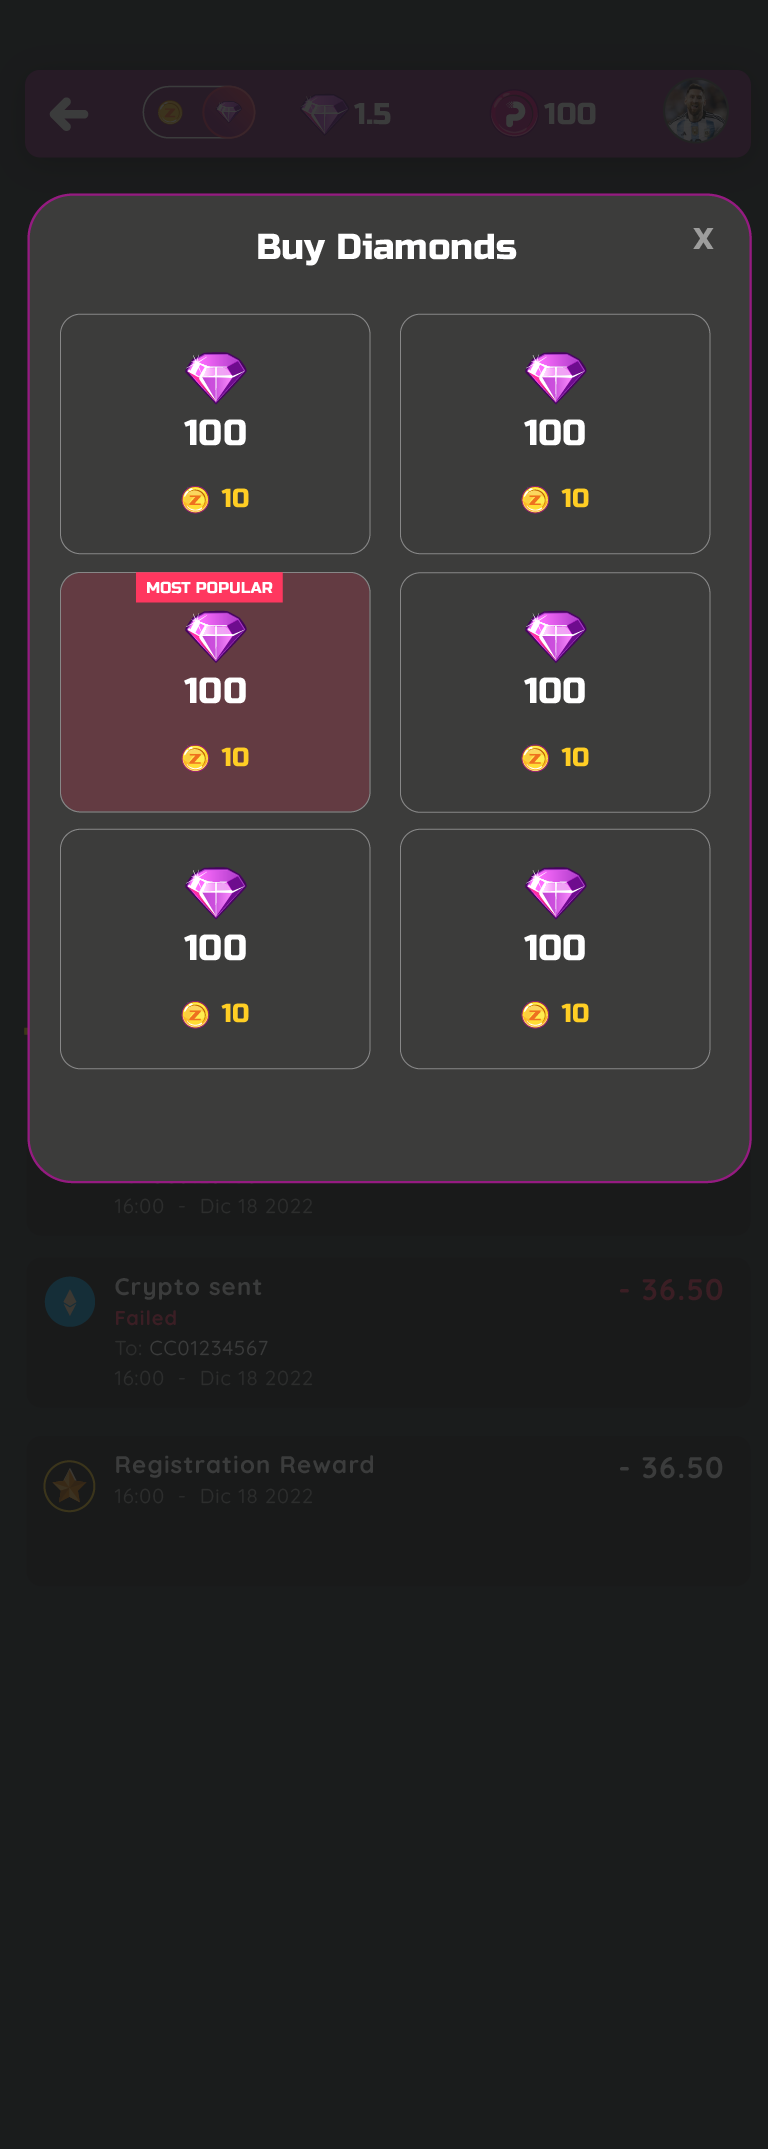 1.5 100
Buy Diamonds X
100 100
Z 10 Z 10
MOST POPULAR
100 100
Z 10 Z 10
100 100
Z 10 Z 10
16:00 - Dic 18 2022
Crypto sent - 36.50
Failed
To: CC01234567
16:00 - Dic 18 2022
Registration Reward - 36.50
16:00 - Dic 18 2022